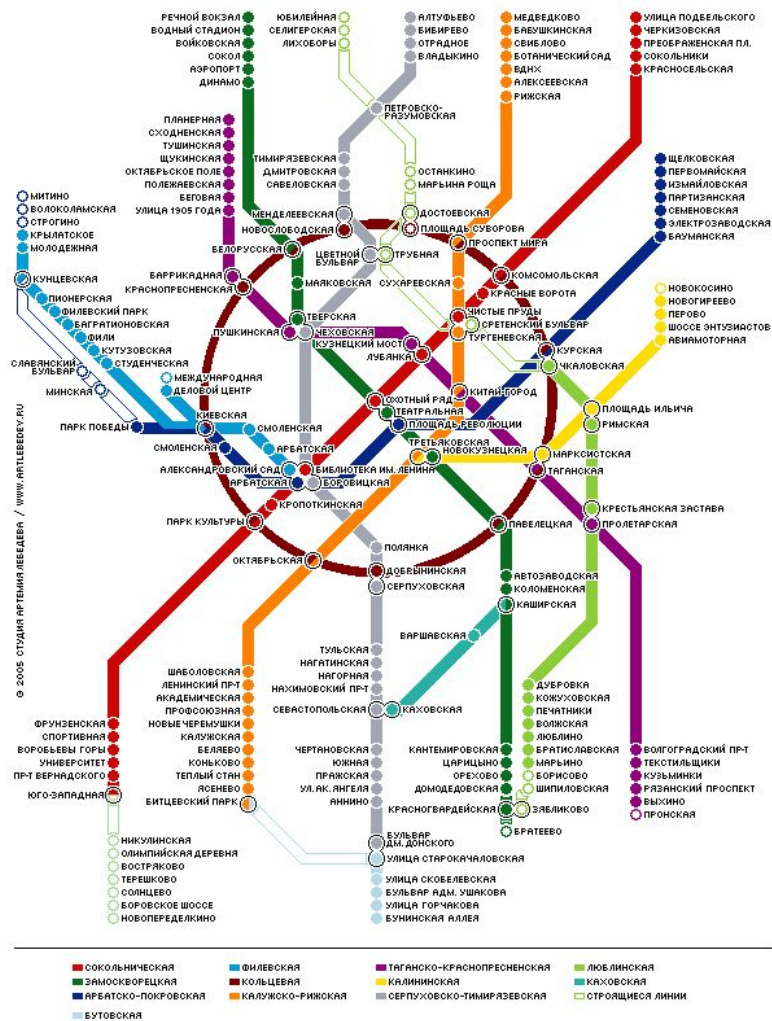 РЕЧНОЙ ВОКЗАЛ
ВОДНЫЙ СТАДИОН
ВОЙКОВСКАЯ
СОКОЛ
АЭРОПОРТ
ДИНАМО
ЮБИЛЕЙНАЯ
СЕЛИГЕРСКАЯ
ЛИХОБОРЫ
АЛТУФЬЕВО
БИБИРЕВО
ОТРАДНОЕ
ВЛАДЫКИНО
МЕДВЕДКОВО
БАБУШКИНСКАЯ
СВИБЛОВО
БОТАНИЧЕСКИЙ САД
ВДНХ
АЛЕКСЕЕВСКАЯ
РИЖСКАЯ
УЛИЦА ПОДБЕЛЬСКОГО
ЧЕРКИЗОВСКАЯ
ПРЕОБРАЖЕНСКАЯ ПЛ.
СОКОЛЬНИКИ
КРАСНОСЕЛЬСКАЯ
ПЕТРОВСКО-
РАЗУМОВСКАЯ
ПЛАНЕРНАЯ
СХОДНЕНСКАЯ
ТУШИНСКАЯ
ЩУКИНСКАЯ
ОКТЯБРЬСКОЕ ПОЛЕ
ПОЛЕЖАЕВСКАЯ
БЕГОВАЯ
УЛИЦА 1905 ГОДА
ТИМИРЯЗЕВСКАЯ
ДМИТРОВСКАЯ
САВЕЛОВСКАЯ
ОСТАНКИНО
МАРЬИНА РОЩА
ЩЕЛКОВСКАЯ
ПЕРВОМАЙСКАЯ
ИЗМАЙЛОВСКАЯ
ПАРТИЗАНСКАЯ
СЕМЕНОВСКАЯ
ЭЛЕКТРОЗАВОДСКАЯ
БАУМАНСКАЯ
МИТИНО
ВОЛОКОЛАМСКАЯ
СТРОГИНО
КРЫЛАТСКОЕ
МОЛОДЕЖНАЯ
КУНЦЕВСКАЯ
МЕНДЕЛЕЕВСКАЯ
НОВОСЛОБОДСКАЯ
ДОСТОЕВСКАЯ
ПЛОЩАДЬ СУВОРОВА
ПРОСПЕКТ МИРА
БЕЛОРУССКАЯ
ЦВЕТНОЙ
БУЛЬВАР
ТРУБНАЯ
БАРРИКАДНАЯ
КРАСНОПРЕСНЕНСКАЯ
МАЯКОВСКАЯ
СУХАРЕВСКАЯ
КОМСОМОЛЬСКАЯ
КРАСНЫЕ ВОРОТА
НОВОКОСИНО
НОВОГИРЕЕВО
ПЕРОВО
ШОССЕ ЭНТУЗИАСТОВ
АВИАМОТОРНАЯ
ПИОНЕРСКАЯ
ФИЛЕВСКИЙ ПАРК
БАГРАТИОНОВСКАЯ
ФИЛИ
КУТУЗОВСКАЯ
СТУДЕНЧЕСКАЯ
ТВЕРСКАЯ
ПУШКИНСКАЯ
ЧЕХОВСКАЯ
КУЗНЕЦКИЙ МОСТ
ЛУБЯНКА
ЧИСТЫЕ ПРУДЫ
СРЕТЕНСКИЙ БУЛЬВАР
ТУРГЕНЕВСКАЯ
КУРСКАЯ
ЧКАЛОВСКАЯ
СЛАВЯНСКИЙ
БУЛЬВАР
МИНСКАЯ
МЕЖДУНАРОДНАЯ
ДЕЛОВОЙ ЦЕНТР
ПАРК ПОБЕДЫ
КИЕВСКАЯ
СМОЛЕНСКАЯ
СМОЛЕНСКАЯ
АРБАТСКАЯ
ОХОТНЫЙ РЯД
ТЕАТРАЛЬНАЯ
ПЛОЩАДЬ РЕВОЛЮЦИИ
КИТАЙ-ГОРОД
ПЛОЩАДЬ ИЛЬИЧА
РИМСКАЯ
ТРЕТЬЯКОВСКАЯ
НОВОКУЗНЕЦКАЯ
МАРКСИСТСКАЯ
ТАГАНСКАЯ
АЛЕКСАНДРОВСКИЙ САД
БИБЛИОТЕКА ИМ. ЛЕНИНА
АРБАТСКАЯ
БОРОВИЦКАЯ
КРОПОТКИНСКАЯ
ПАРК КУЛЬТУРЫ
КРЕСТЬЯНСКАЯ ЗАСТАВА
ПРОЛЕТАРСКАЯ
ПАВЕЛЕЦКАЯ
ОКТЯБРЬСКАЯ
ПОЛЯНКА
ДОБРЫНИНСКАЯ
СЕРПУХОВСКАЯ
АВТОЗАВОДСКАЯ
КОЛОМЕНСКАЯ
КАШИРСКАЯ
ВАРШАВСКАЯ
© 2005 СТУДИЯ АРТЕМИЯ ЛЕБЕДЕВА / WWW.ARTLEBEDEV.RU
ШАБОЛОВСКАЯ
ЛЕНИНСКИЙ ПР-Т
АКАДЕМИЧЕСКАЯ
ПРОФСОЮЗНАЯ
НОВЫЕ ЧЕРЕМУШКИ
КАЛУЖСКАЯ
БЕЛЯЕВО
КОНЬКОВО
ТЕПЛЫЙ СТАН
ЯСЕНЕВО
БИТЦЕВСКИЙ ПАРК
ТУЛЬСКАЯ
НАГАТИНСКАЯ
НАГОРНАЯ
НАХИМОВСКИЙ ПР-Т
СЕВАСТОПОЛЬСКАЯ
КАХОВСКАЯ
ЧЕРТАНОВСКАЯ
ЮЖНАЯ
ПРАЖСКАЯ
УЛ. АК. ЯНГЕЛЯ
АННИНО
БУЛЬВАР
ДМ. ДОНСКОГО
УЛИЦА СТАРОКАЧАЛОВСКАЯ
УЛИЦА СКОБЕЛЕВСКАЯ
БУЛЬВАР АДМ. УШАКОВА
УЛИЦА ГОРЧАКОВА
БУНИНСКАЯ АЛЛЕЯ
ФРУНЗЕНСКАЯ
СПОРТИВНАЯ
ВОРОБЬЕВЫ ГОРЫ
УНИВЕРСИТЕТ
ПР-Т ВЕРНАДСКОГО
ЮГО-ЗАПАДНАЯ
НИКУЛИНСКАЯ
ОЛИМПИЙСКАЯ ДЕРЕВНЯ
ВОСТРЯКОВО
ТЕРЕШКОВО
СОЛНЦЕВО
БОРОВСКОЕ ШОССЕ
НОВОПЕРЕДЕЛКИНО
КАНТЕМИРОВСКАЯ
ЦАРИЦЫНО
ОРЕХОВО
ДОМОДЕДОВСКАЯ
КРАСНОГВАРДЕЙСКАЯ
БРАТЕЕВО
ДУБРОВКА
КОЖУХОВСКАЯ
ПЕЧАТНИКИ
ВОЛЖСКАЯ
ЛЮБЛИНО
БРАТИСЛАВСКАЯ
МАРЬИНО
БОРИСОВО
ШИПИЛОВСКАЯ
ЗЯБЛИКОВО
ВОЛГОГРАДСКИЙ ПР-Т
ТЕКСТИЛЬЩИКИ
КУЗЬМИНКИ
РЯЗАНСКИЙ ПРОСПЕКТ
ВЫХИНО
ПРОНСКАЯ
СОКОЛЬНИЧЕСКАЯ
ФИЛЕВСКАЯ
ТАГАНСКО-КРАСНОПРЕСНЕНСКАЯ
ЛЮБЛИНСКАЯ
ЗАМОСКВОРЕЦКАЯ
КОЛЬЦЕВАЯ
КАЛИНИНСКАЯ
КАХОВСКАЯ
АРБАТСКО-ПОКРОВСКАЯ
КАЛУЖСКО-РИЖСКАЯ
СЕРПУХОВСКО-ТИМИРЯЗЕВСКАЯ
СТРОЯЩИЕСЯ ЛИНИИ
БУТОВСКАЯ